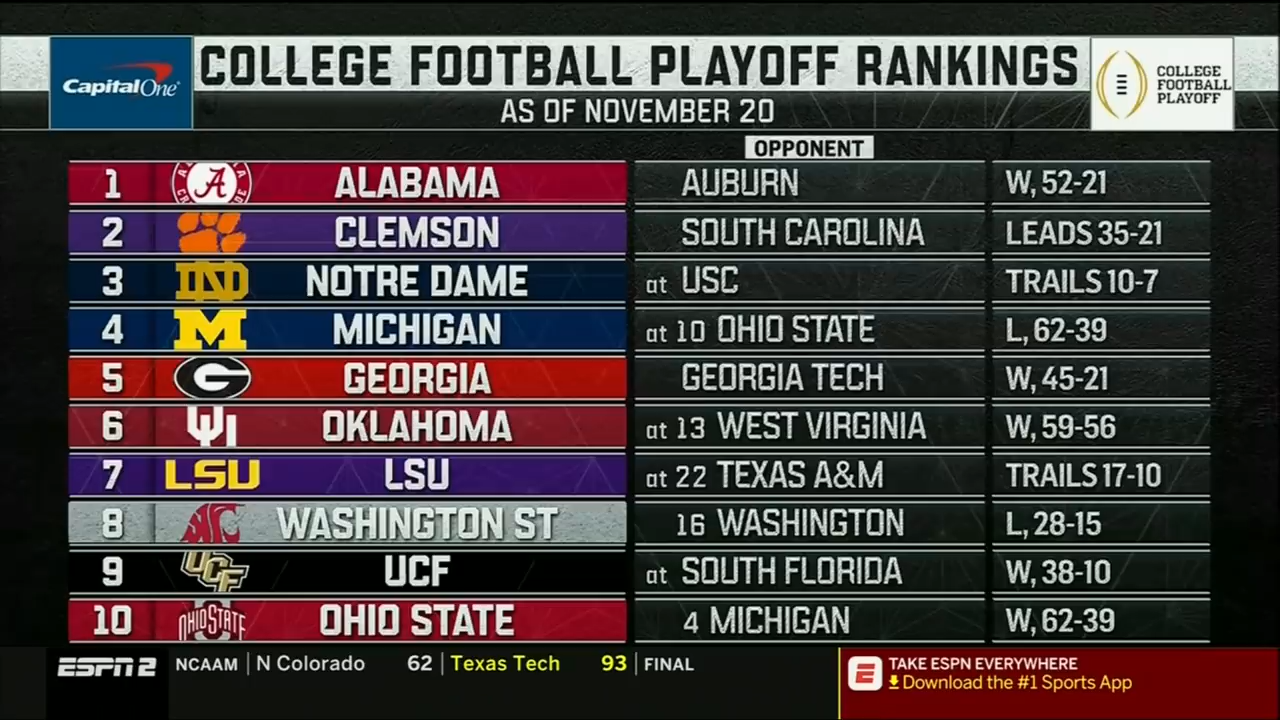 CapitalOne
COLLEGE FOOTBALL PLAYOFF RANKINGS
COLLEGE
FOOTBALL
PLAYOFF
AS OF NOVEMBER 20
OPPONENT
1 A ALABAMA AUBURN W, 52-21
2 CLEMSON SOUTH CAROLINA LEADS 35-21
3 ND NOTRE DAME at USC TRAILS 10-7
4 M MICHIGAN at 10 OHIO STATE L, 62-39
5 G GEORGIA GEORGIA TECH W, 45-21
6 OU OKLAHOMA at 13 WEST VIRGINIA W, 59-56
7 LSU LSU at 22 TEXAS A&M TRAILS 17-10
8 WASHINGTON ST 16 WASHINGTON L, 28-15
9 UCF UCF at SOUTH FLORIDA W, 38-10
10 OHIO STATE OHIO STATE 4 MICHIGAN W, 62-39
ESPN2 NCAAM N Colorado 62 Texas Tech 93 FINAL
TAKE ESPN EVERYWHERE
Download the #1 Sports App